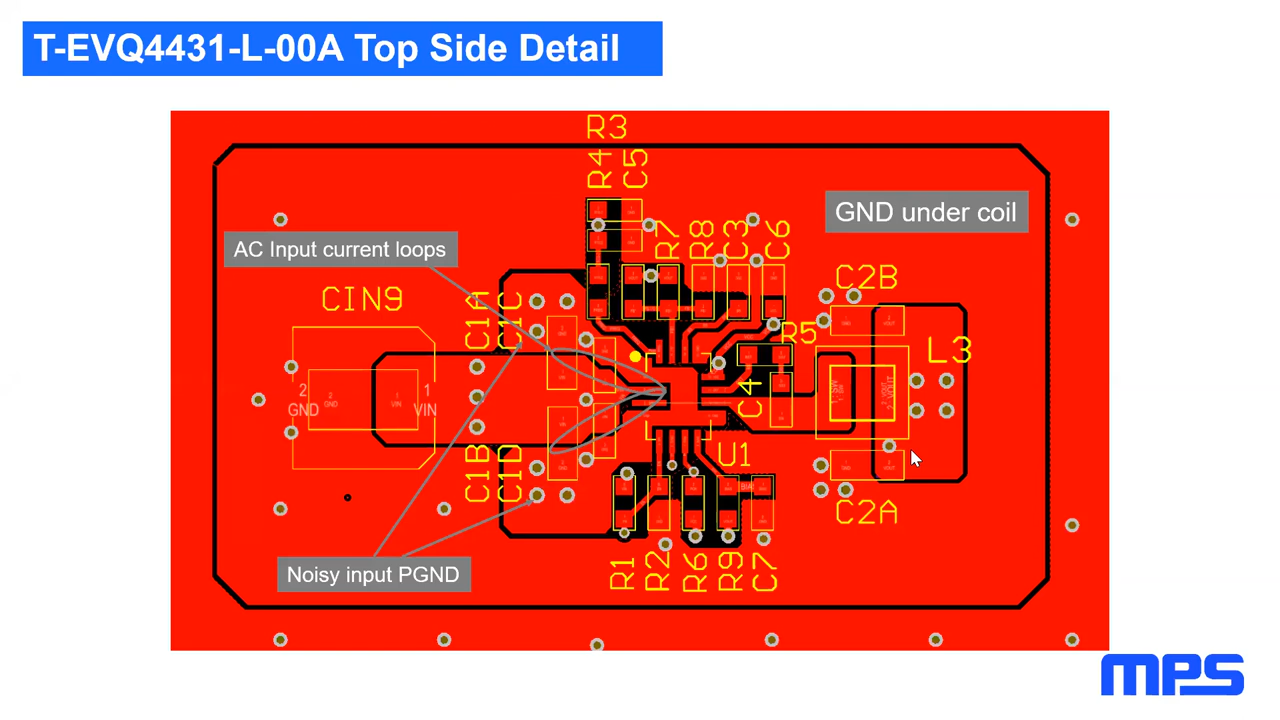 T-EVQ4431-L-00A Top Side Detail
R3
R4
C5
GND under coil
AC Input current loops
R7
R8
C3
C6
C2B
CIN9
C1A
C1C
R5
L3
2
GND
1
VIN
C4
C1B
C1D
U1
C2A
Noisy input PGND
R1
R2
R6
R9
C7
mps